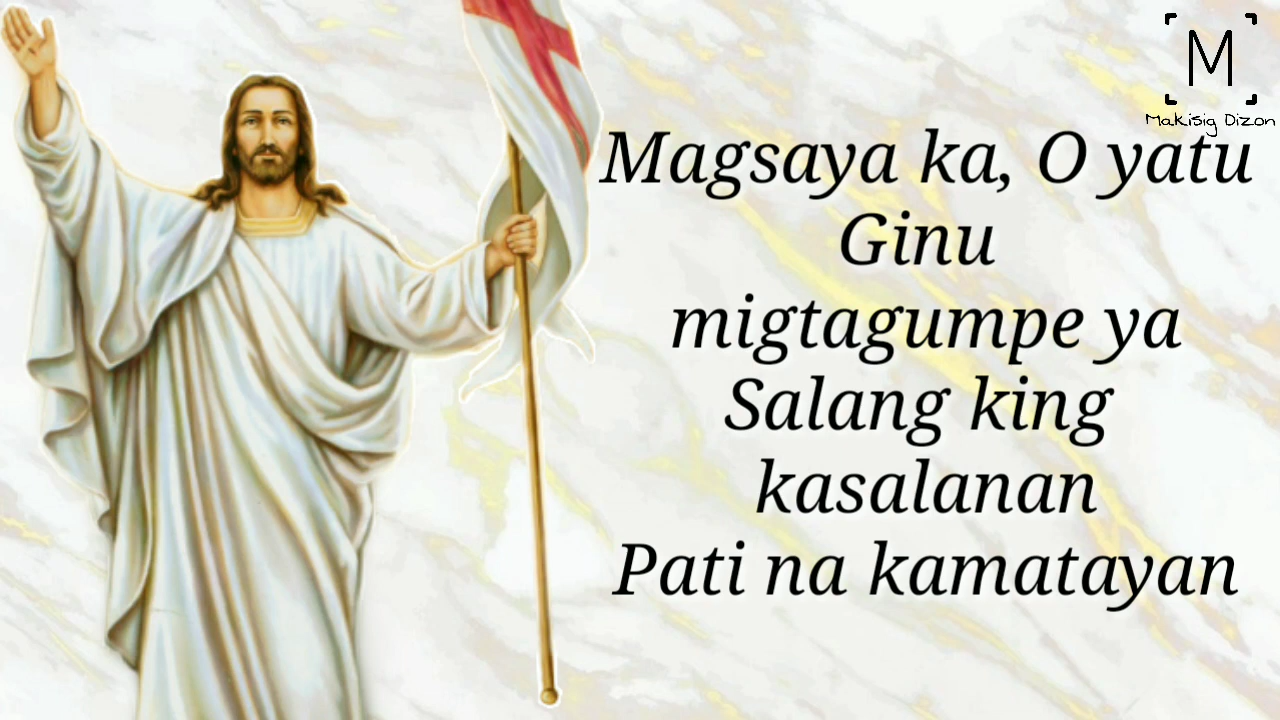 M
Makisig Dizon
Magsaya ka, O yatu
Ginu
migtagumpe ya
Salang king
kasalanan
Pati na kamatayan